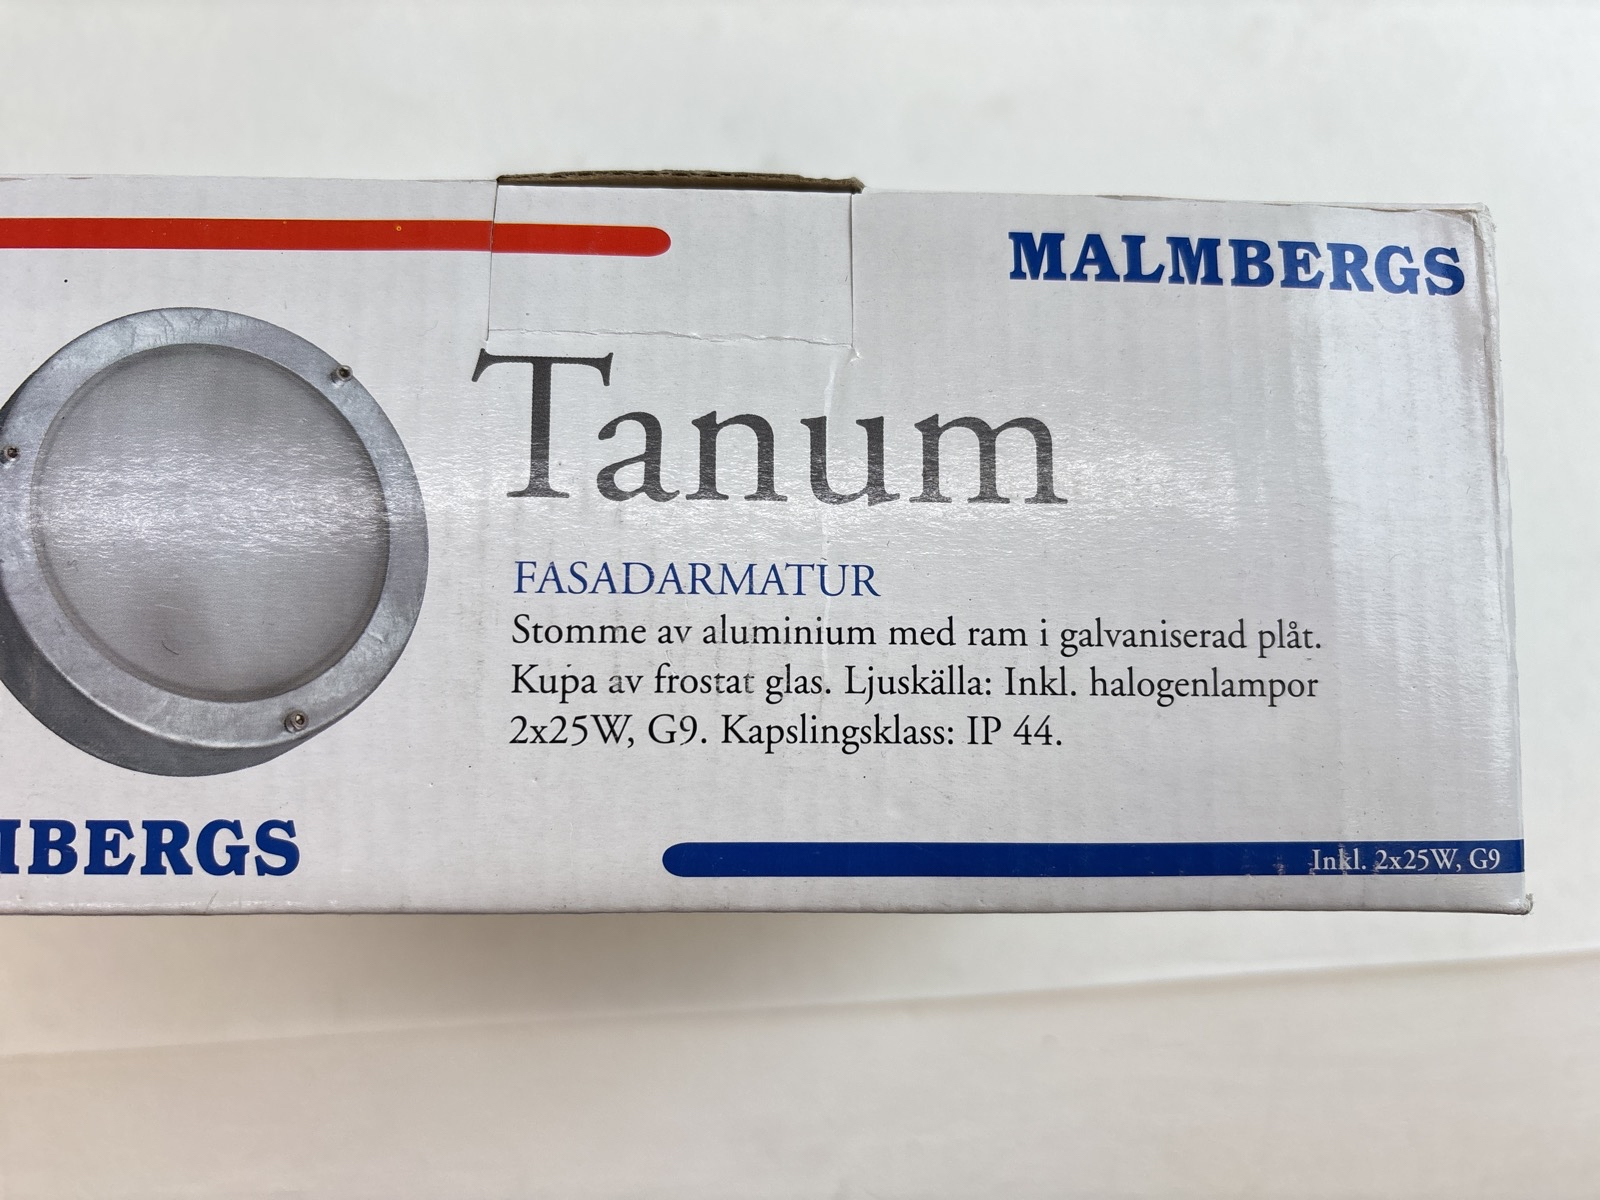 MALMBERGS
Tanum
FASADARMATUR
Stomme av aluminium med ram i galvaniserad plåt.
Kupa av frostat glas. Ljuskälla: Inkl. halogenlampor
2x25W, G9. Kapslingsklass: IP 44.
MBERGS
Inkl. 2x25W, G9